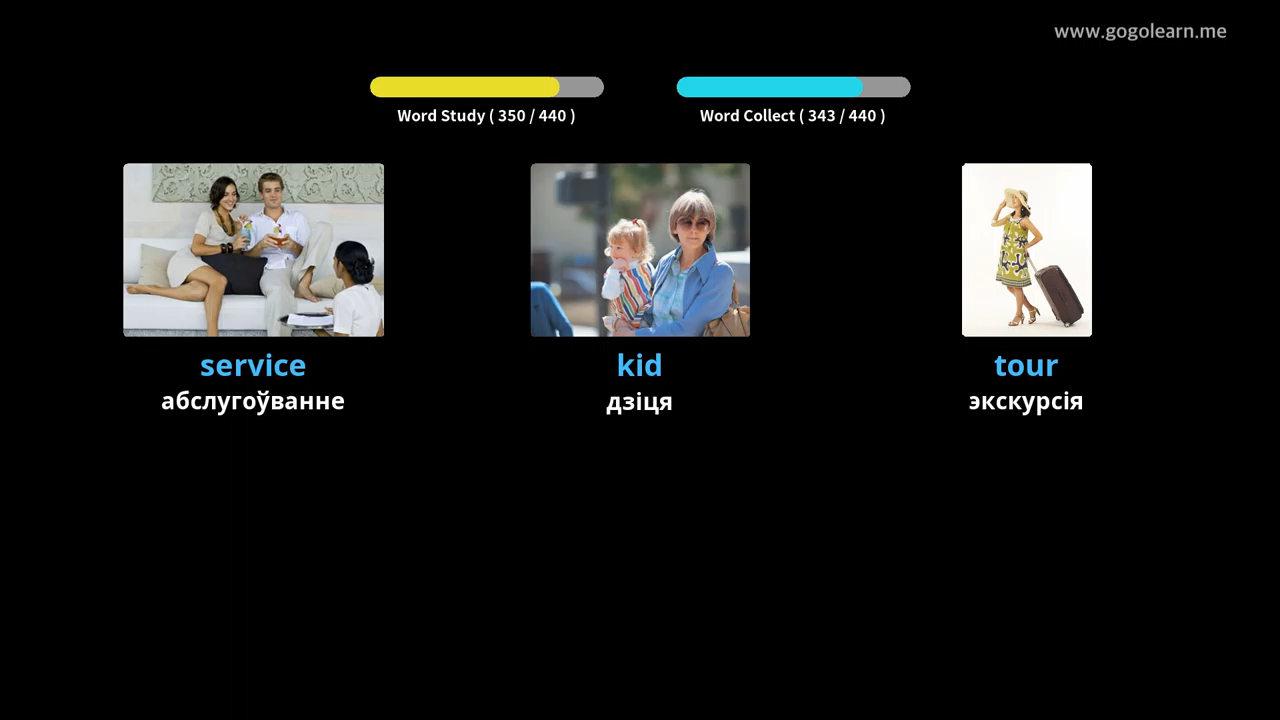 www.gogolearn.me
Word Study ( 350 / 440 )
Word Collect ( 343 / 440 )
service
абслугоўванне
kid
дзіця
tour
экскурсія